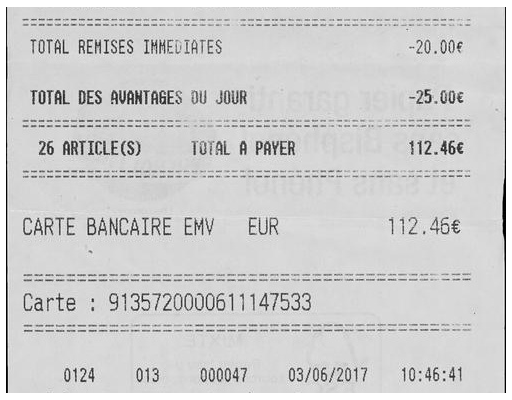 TOTAL REMISES IMMEDIATES -20.00€
TOTAL DES AVANTAGES DU JOUR -25.00€
26 ARTICLE(S) TOTAL A PAYER 112.46€
CARTE BANCAIRE EMV EUR 112.46€
Carte : 9135720000611147533
0124 013 000047 03/06/2017 10:46:41